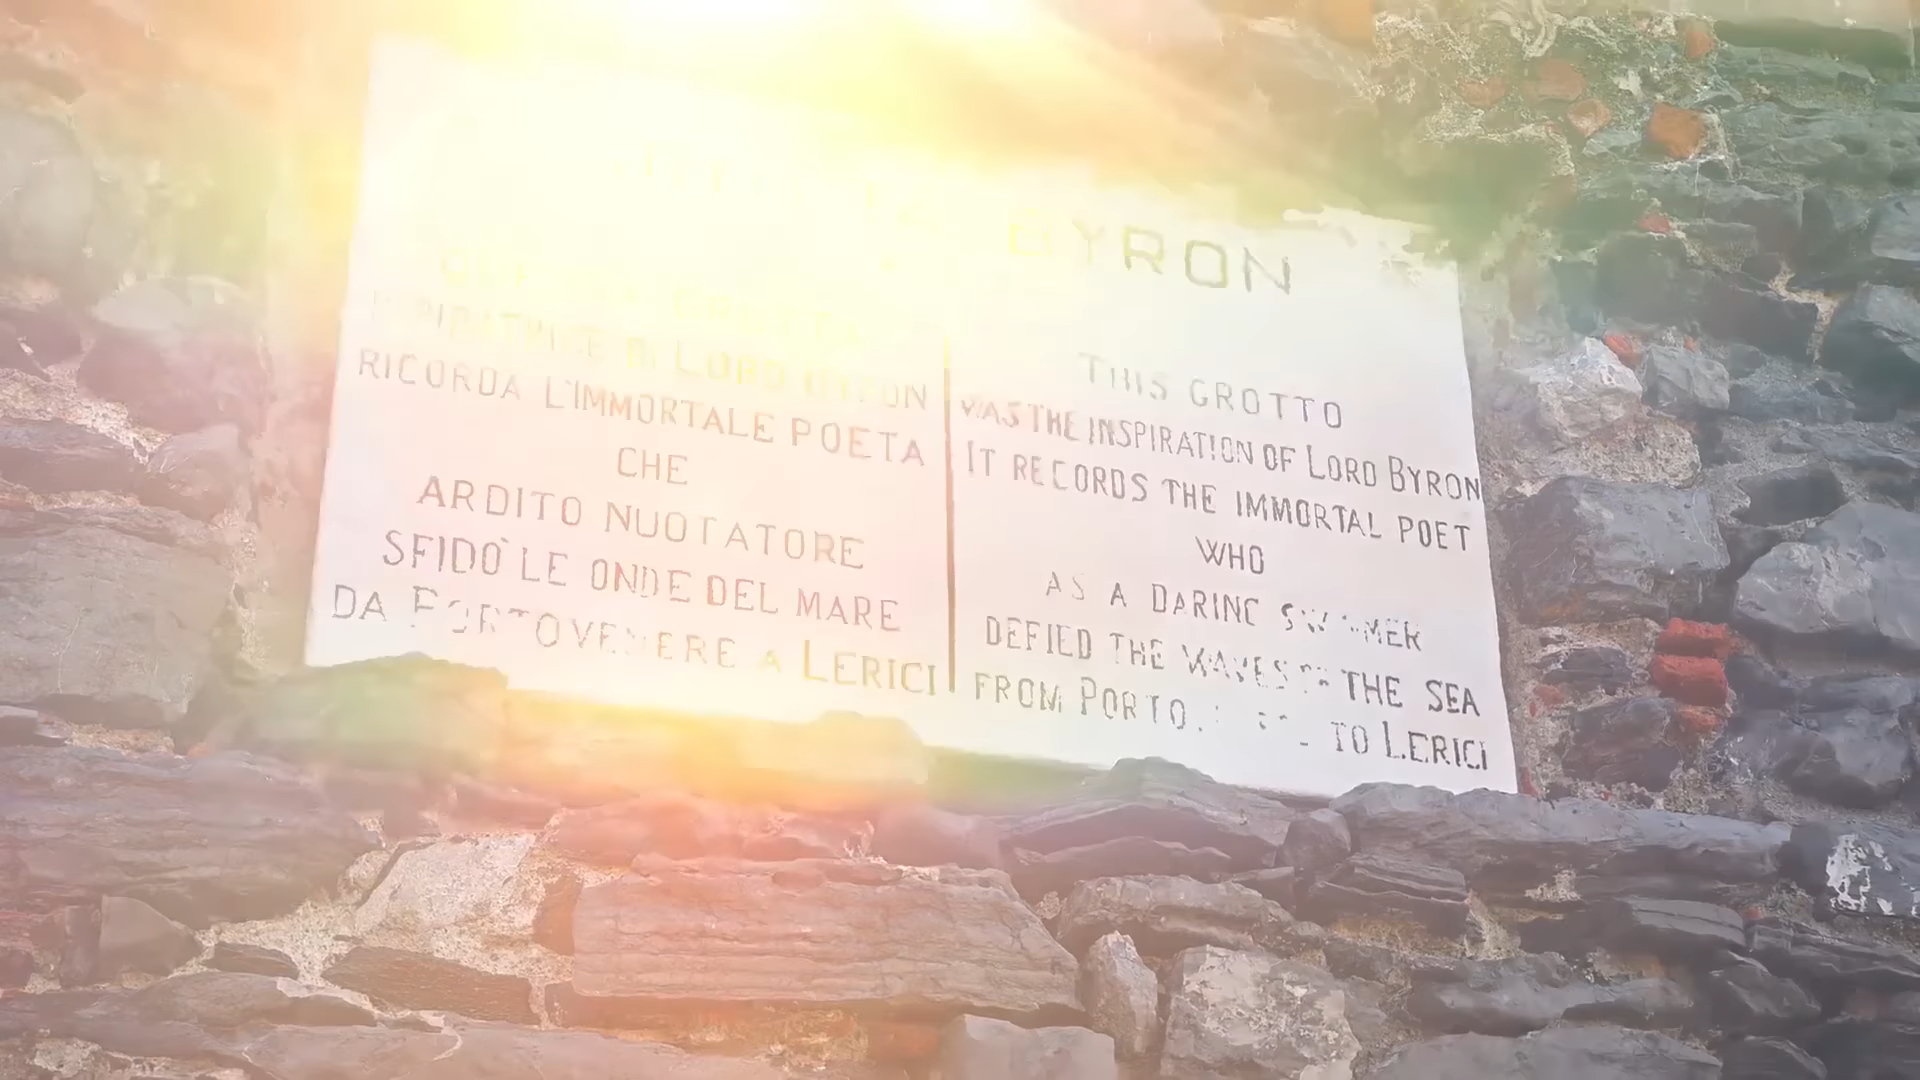 BYRON
RICORDA L'IMMORTALE POETA
CHE
ARDITO NUOTATORE
SFIDÒ LE ONDE DEL MARE
DA PORTOVENERE A LERICI
THIS GROTTO
WAS THE INSPIRATION OF LORD BYRON
IT RECORDS THE IMMORTAL POET
WHO
AS A DARING SWIMMER
DEFIED THE WAVES OF THE SEA
FROM TO LERICI